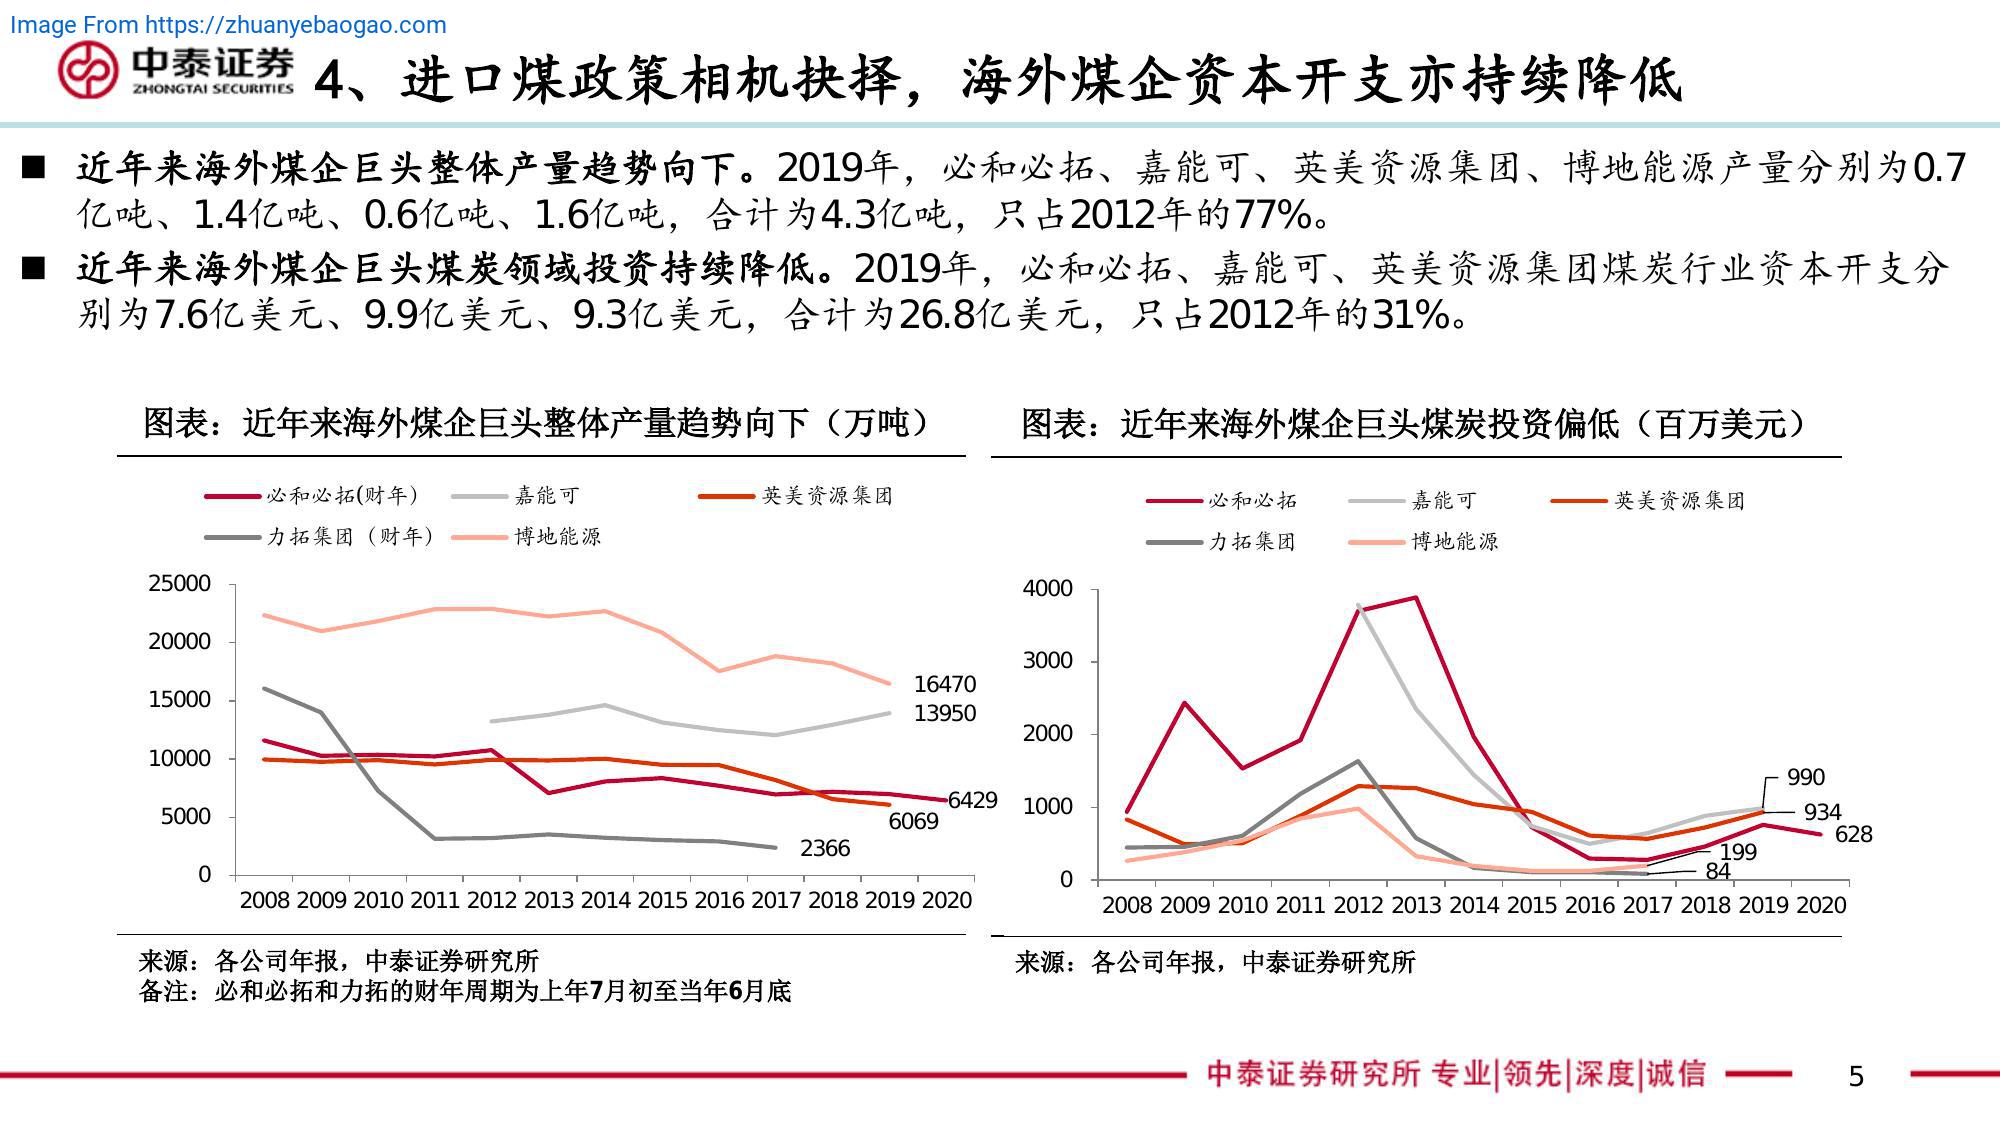 Image From https://zhuanyebaogao.com
中泰证券
ZHONGTAI SECURITIES
4、进口煤政策相机抉择，海外煤企资本开支亦持续降低
■ 近年来海外煤企巨头整体产量趋势向下。2019年，必和必拓、嘉能可、英美资源集团、博地能源产量分别为0.7
亿吨、1.4亿吨、0.6亿吨、1.6亿吨，合计为4.3亿吨，只占2012年的77%。
■ 近年来海外煤企巨头煤炭领域投资持续降低。2019年，必和必拓、嘉能可、英美资源集团煤炭行业资本开支分
别为7.6亿美元、9.9亿美元、9.3亿美元，合计为26.8亿美元，只占2012年的31%。
图表：近年来海外煤企巨头整体产量趋势向下（万吨）
必和必拓(财年) 嘉能可 英美资源集团
力拓集团（财年） 博地能源
25000
20000
15000
10000
5000
0
16470
13950
6429
6069
2366
2008 2009 2010 2011 2012 2013 2014 2015 2016 2017 2018 2019 2020
来源：各公司年报，中泰证券研究所
备注：必和必拓和力拓的财年周期为上年7月初至当年6月底
图表：近年来海外煤企巨头煤炭投资偏低（百万美元）
必和必拓 嘉能可 英美资源集团
力拓集团 博地能源
4000
3000
2000
1000
0
990
934
628
199
84
2008 2009 2010 2011 2012 2013 2014 2015 2016 2017 2018 2019 2020
来源：各公司年报，中泰证券研究所
中泰证券研究所 专业|领先|深度|诚信
5